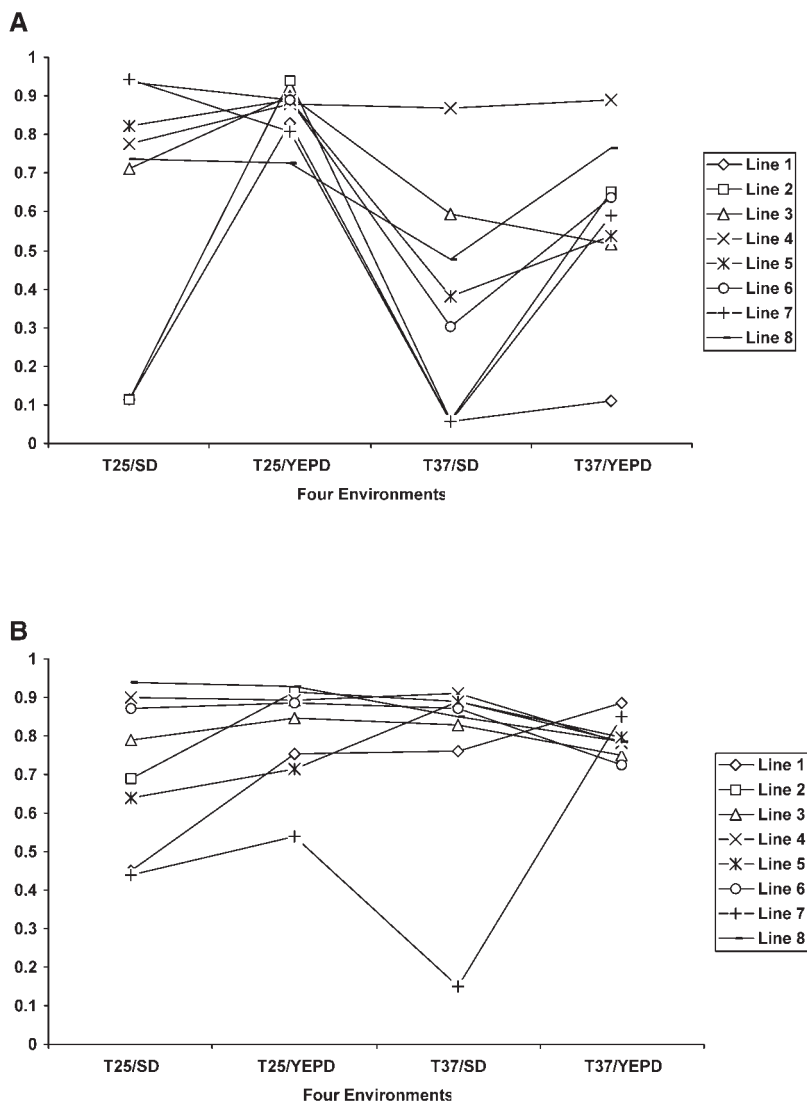 A
1
0.9
0.8
0.7
0.6
0.5
0.4
0.3
0.2
0.1
0
T25/SD T25/YEPD T37/SD T37/YEPD
Four Environments
Line 1
Line 2
Line 3
Line 4
Line 5
Line 6
Line 7
Line 8
B
1
0.9
0.8
0.7
0.6
0.5
0.4
0.3
0.2
0.1
0
T25/SD T25/YEPD T37/SD T37/YEPD
Four Environments
Line 1
Line 2
Line 3
Line 4
Line 5
Line 6
Line 7
Line 8